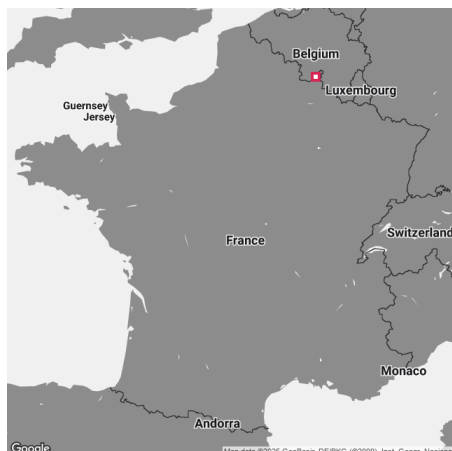 Belgium
Luxembourg
Guernsey
Jersey
France
Switzerland
Monaco
Andorra
Google